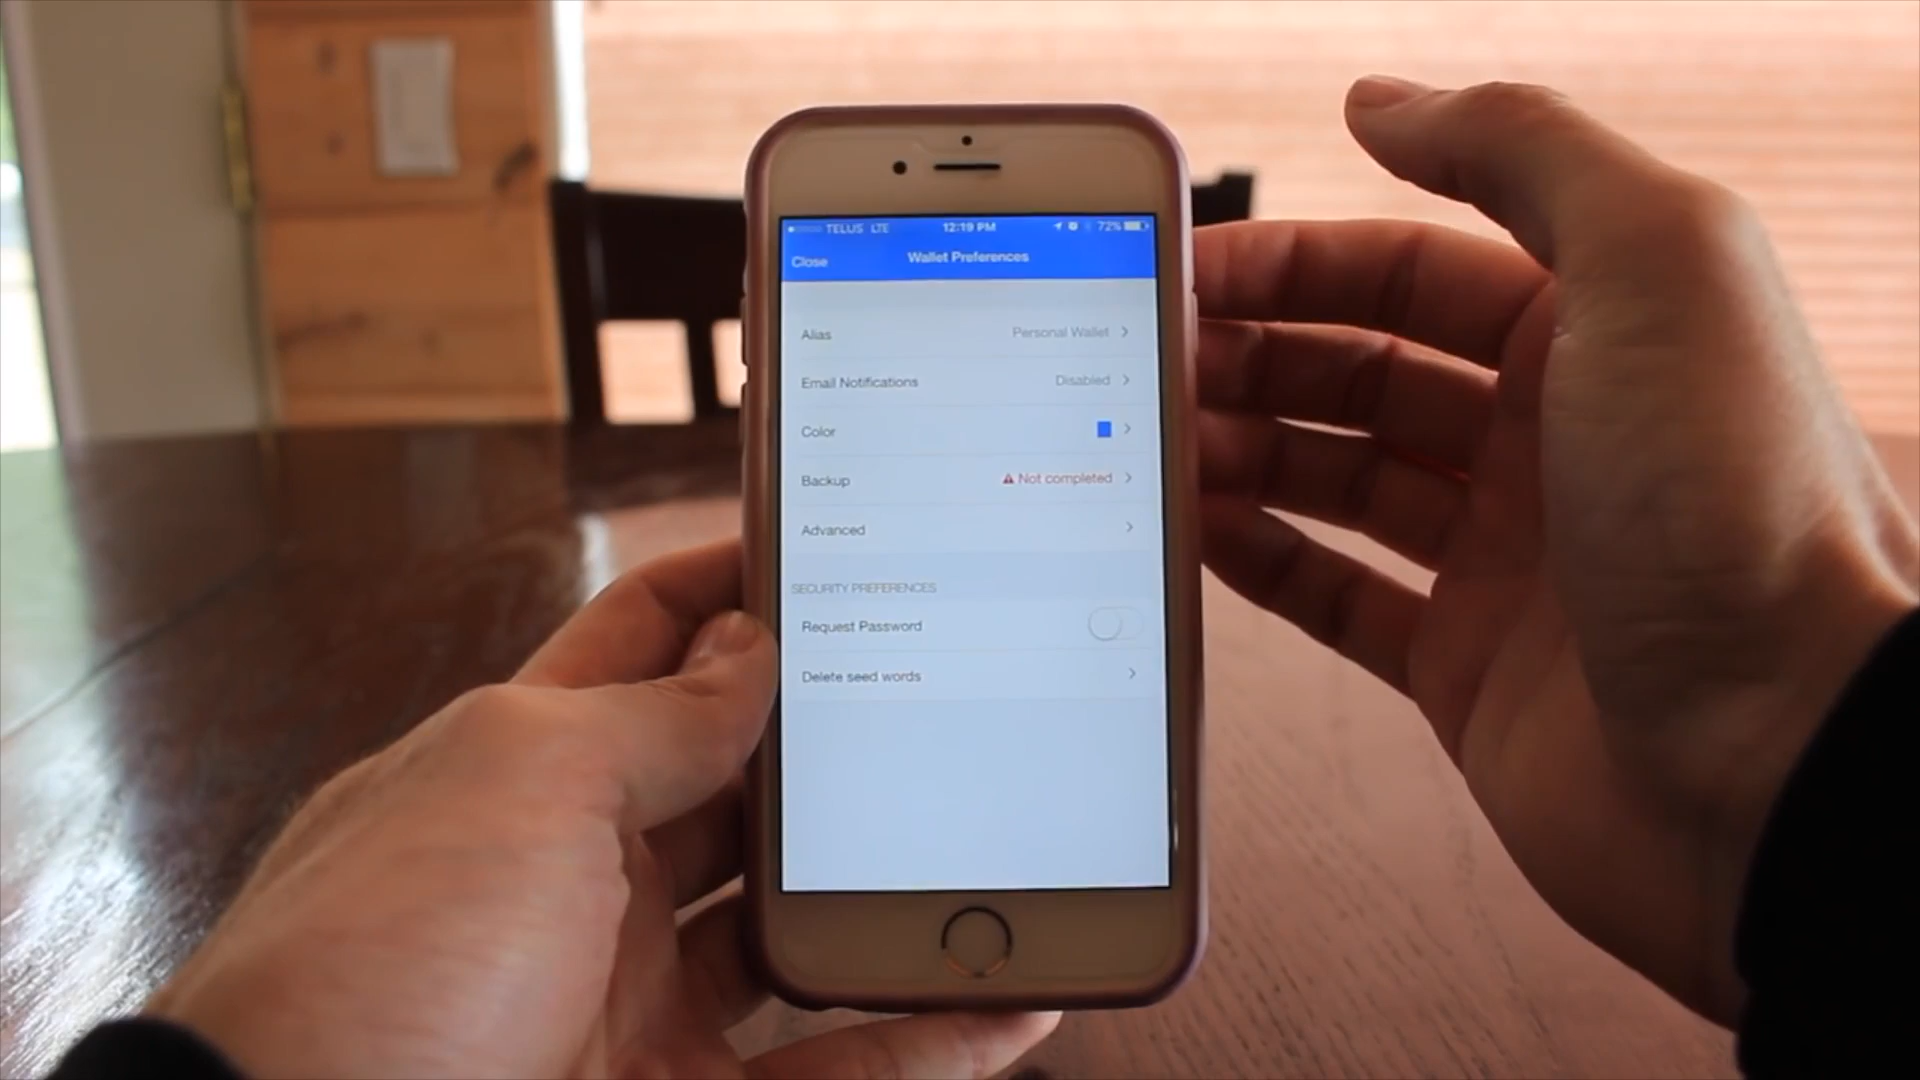 TELUS LTE 12:19 PM 72%
Close Wallet Preferences
Alias Personal Wallet
Email Notifications Disabled
Color
Backup Not completed
Advanced
SECURITY PREFERENCES
Request Password
Delete seed words